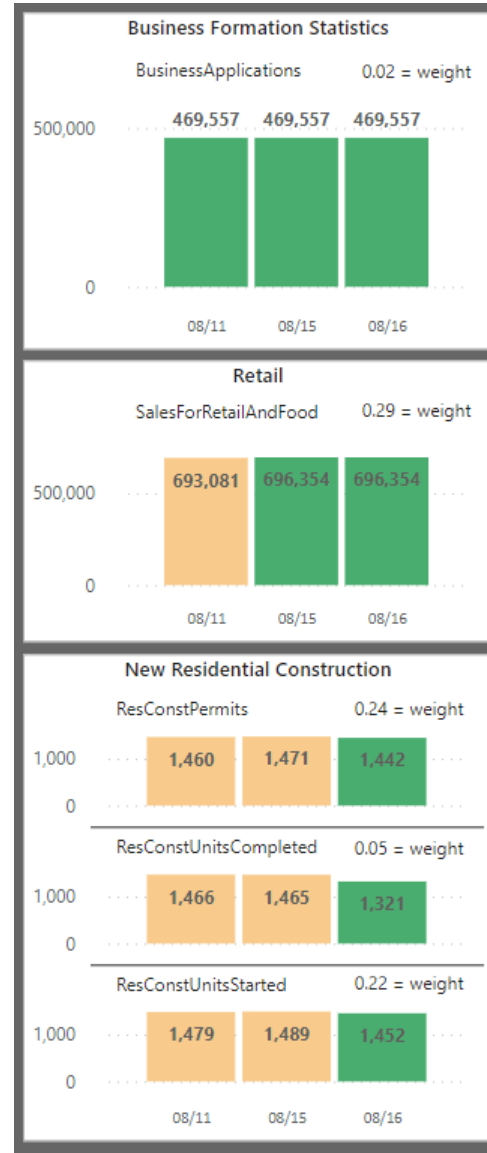 Business Formation Statistics
BusinessApplications 0.02 = weight
469,557 469,557 469,557
500,000
0
08/11 08/15 08/16
Retail
SalesForRetailAndFood 0.29 = weight
693,081 696,354 696,354
500,000
0
08/11 08/15 08/16
New Residential Construction
ResConstPermits 0.24 = weight
1,000 1,460 1,471 1,442
0
ResConstUnitsCompleted 0.05 = weight
1,000 1,466 1,465 1,321
0
ResConstUnitsStarted 0.22 = weight
1,000 1,479 1,489 1,452
0
08/11 08/15 08/16